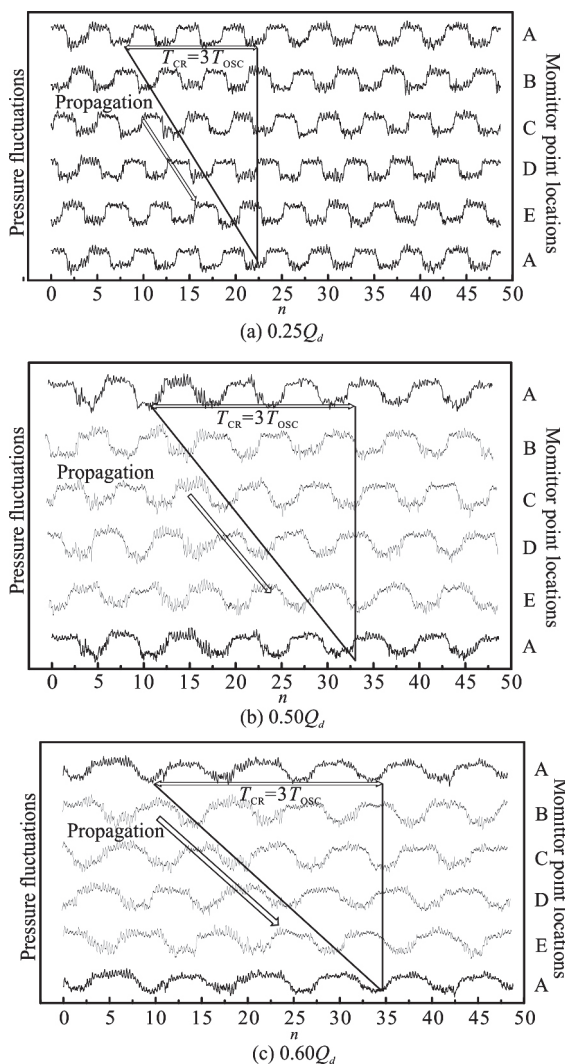 Pressure fluctuations
Momittor point locations
A
T_CR=3T_OSC
B
Propagation
C
D
E
A
0 5 10 15 20 25 30 35 40 45 50
n
(a) 0.25Q_d
Pressure fluctuations
Momittor point locations
A
T_CR=3T_OSC
B
Propagation
C
D
E
A
0 5 10 15 20 25 30 35 40 45 50
n
(b) 0.50Q_d
Pressure fluctuations
Momittor point locations
A
T_CR=3T_OSC
B
Propagation
C
D
E
A
0 5 10 15 20 25 30 35 40 45 50
n
(c) 0.60Q_d